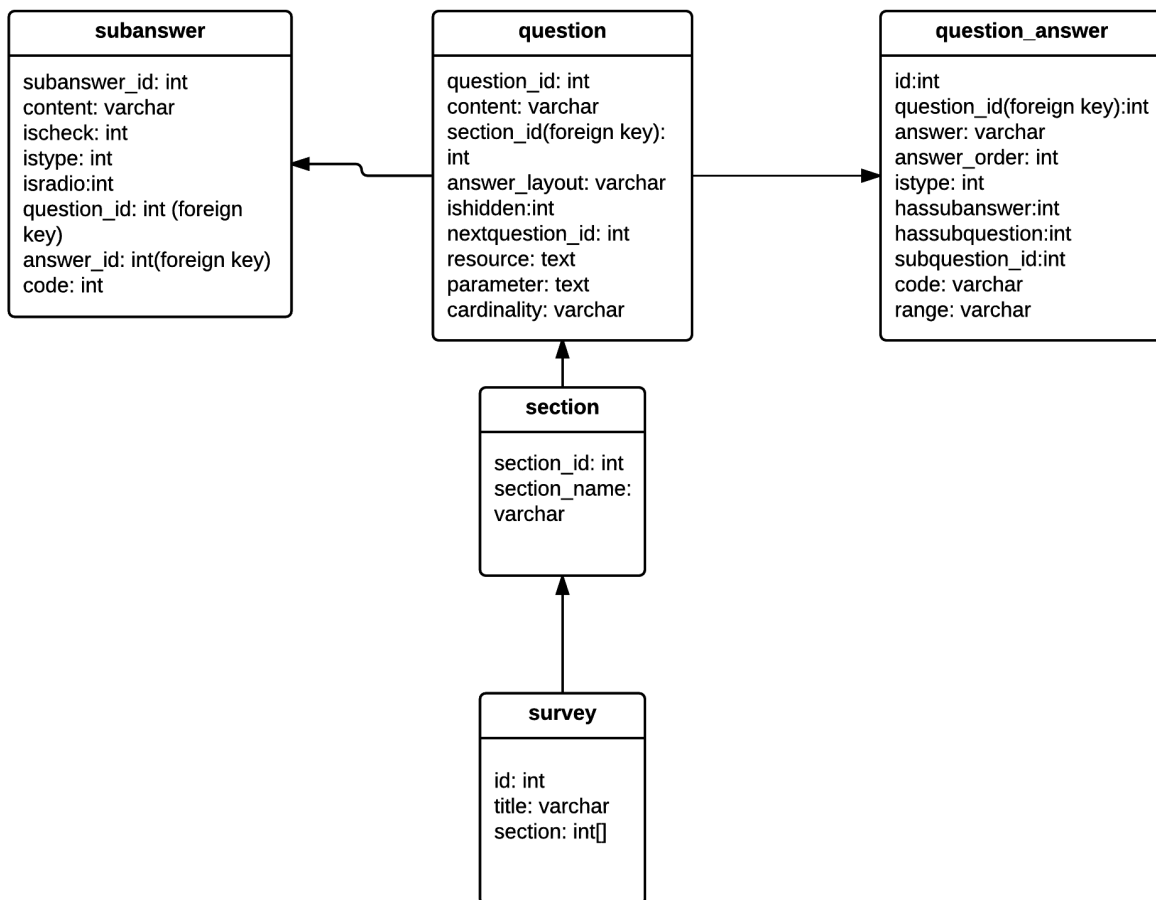 subanswer
subanswer_id: int
content: varchar
ischeck: int
istype: int
isradio:int
question_id: int (foreign
key)
answer_id: int(foreign key)
code: int
question
question_id: int
content: varchar
section_id(foreign key):
int
answer_layout: varchar
ishidden:int
nextquestion_id: int
resource: text
parameter: text
cardinality: varchar
question_answer
id:int
question_id(foreign key):int
answer: varchar
answer_order: int
istype: int
hassubanswer:int
hassubquestion:int
subquestion_id:int
code: varchar
range: varchar
section
section_id: int
section_name:
varchar
survey
id: int
title: varchar
section: int[]